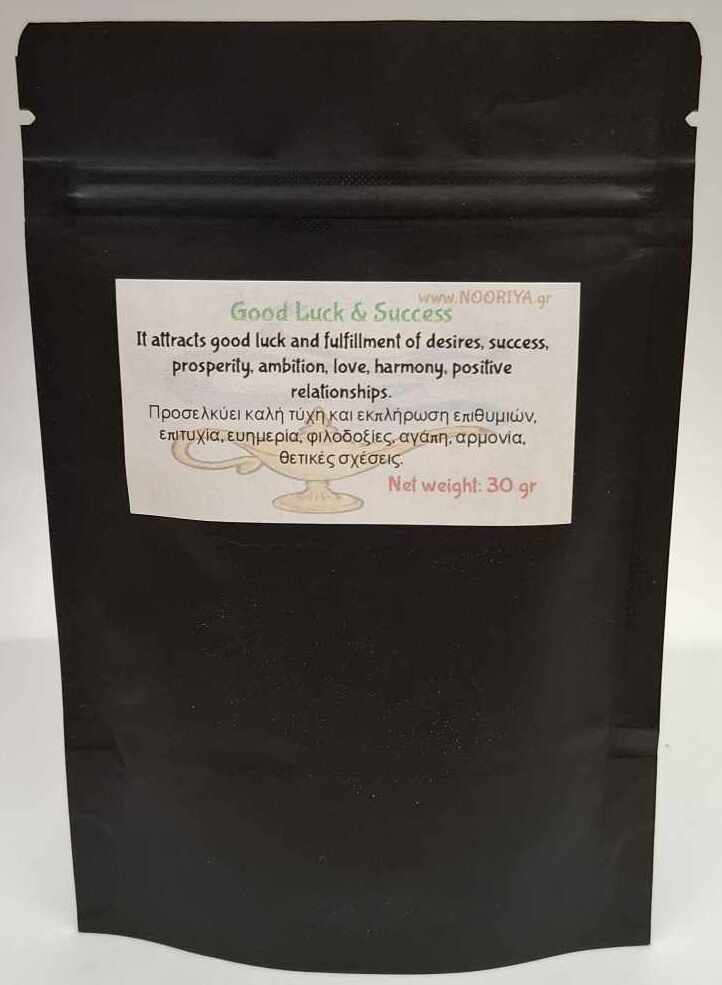 www.NOORIYA.gr
Good Luck & Success
It attracts good luck and fulfillment of desires, success,
prosperity, ambition, love, harmony, positive
relationships.
Προσελκύει καλή τύχη και εκπλήρωση επιθυμιών,
επιτυχία, ευημερία, φιλοδοξίες, αγάπη, αρμονία,
θετικές σχέσεις.
Net weight: 30 gr